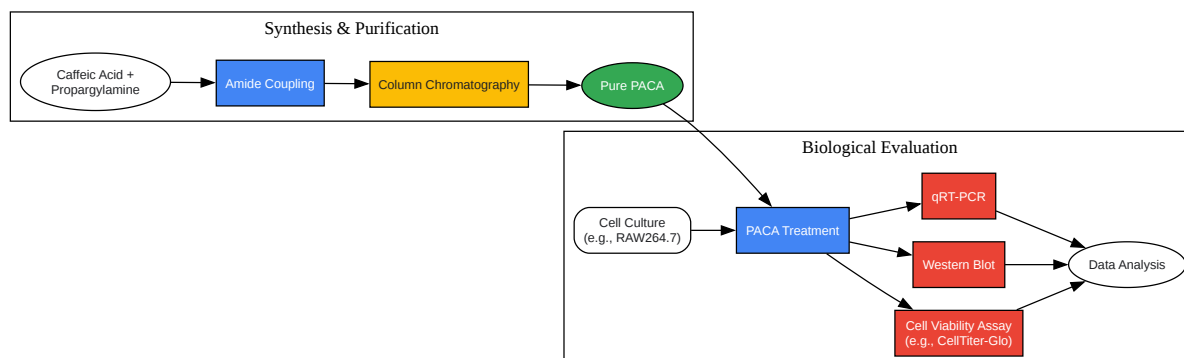 Synthesis & Purification
Caffeic Acid +
Propargylamine
Amide Coupling
Column Chromatography
Pure PACA
Biological Evaluation
Cell Culture
(e.g., RAW264.7)
PACA Treatment
qRT-PCR
Western Blot
Cell Viability Assay
(e.g., CellTiter-Glo)
Data Analysis